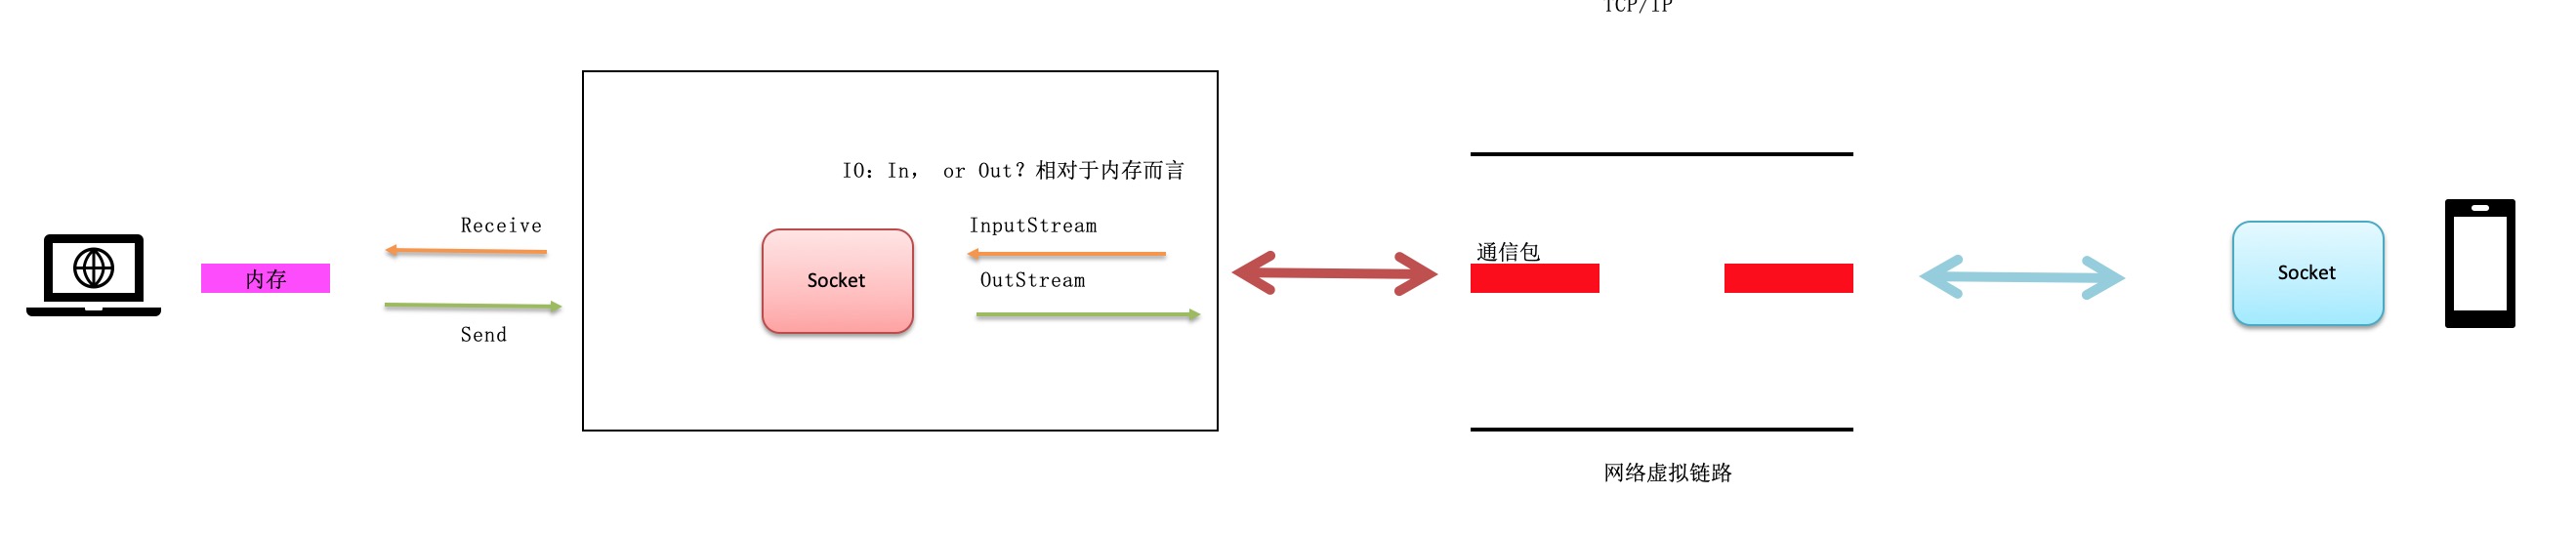 TCP/IP
IO：In， or Out？相对于内存而言
Receive
InputStream
内存
Socket
OutStream
Send
通信包
Socket
网络虚拟链路